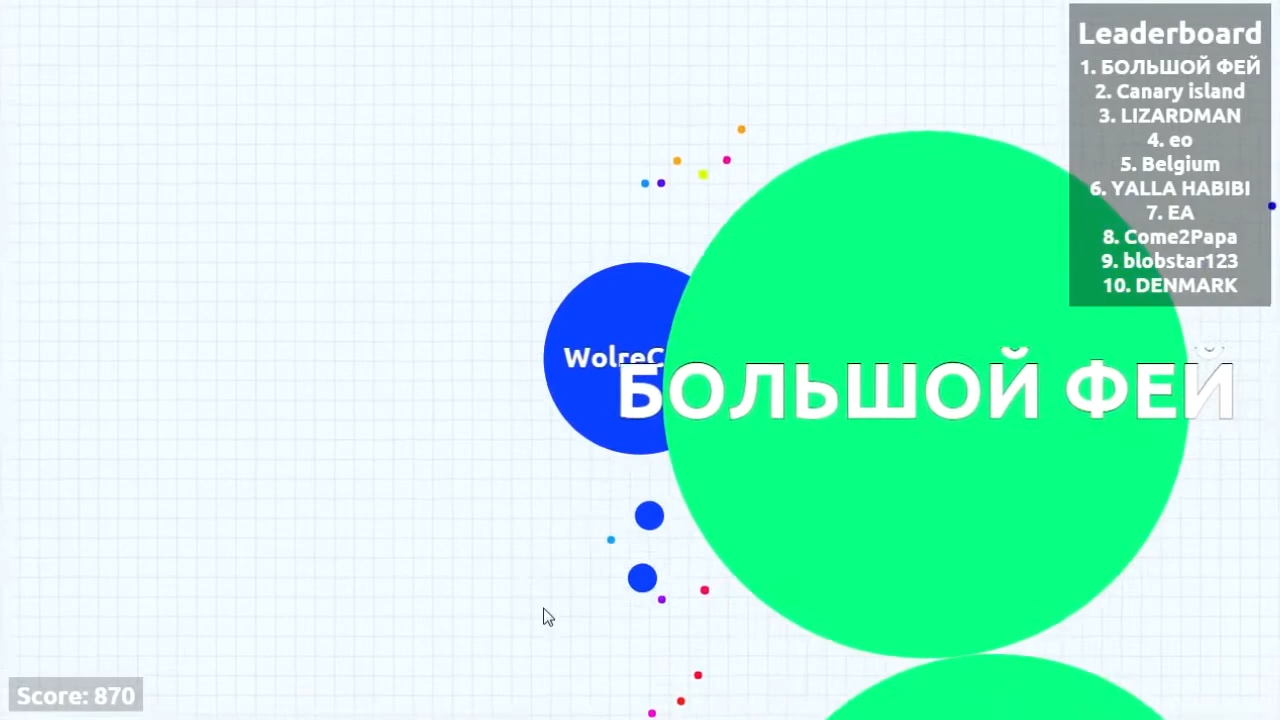 Leaderboard
1. БОЛЬШОЙ ФЕЙ
2. Canary island
3. LIZARDMAN
4. eo
5. Belgium
6. YALLA HABIBI
7. EA
8. Come2Papa
9. blobstar123
10. DENMARK
WolreC
БОЛЬШОЙ ФЕЙ
Score: 870